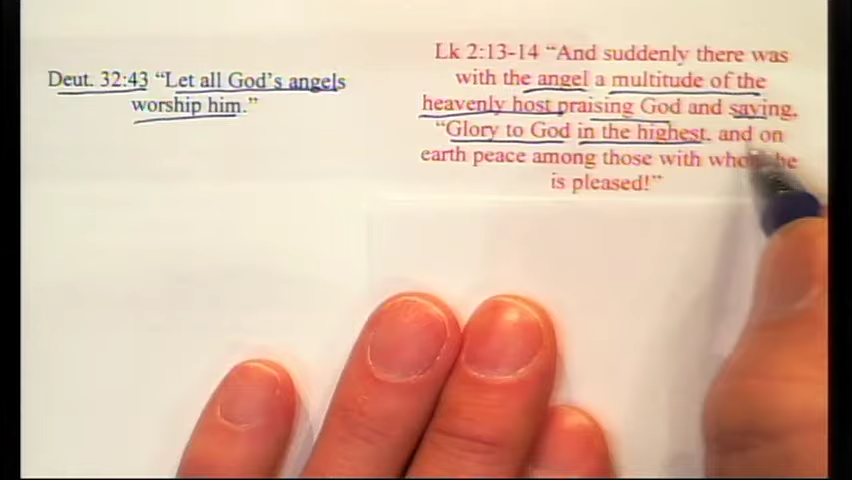 Deut. 32:43 “Let all God’s angels
worship him.”
Lk 2:13-14 “And suddenly there was
with the angel a multitude of the
heavenly host praising God and saying,
“Glory to God in the highest, and on
earth peace among those with whom he
is pleased!”